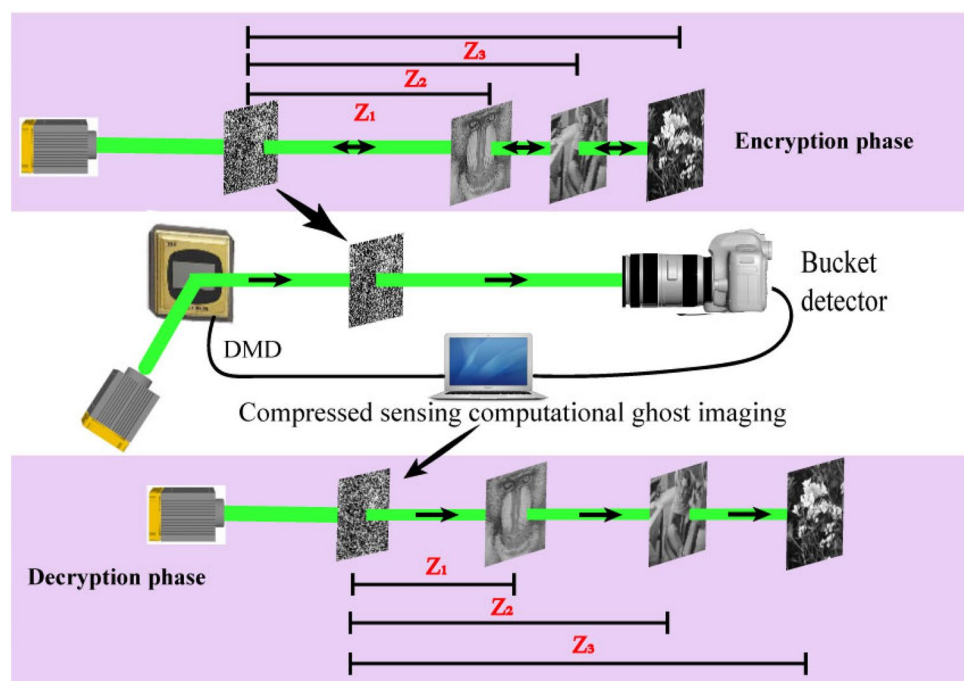 Z₃
Z₂
Z₁
Encryption phase
Bucket
detector
DMD
Compressed sensing computational ghost imaging
Z₁
Decryption phase
Z₂
Z₃